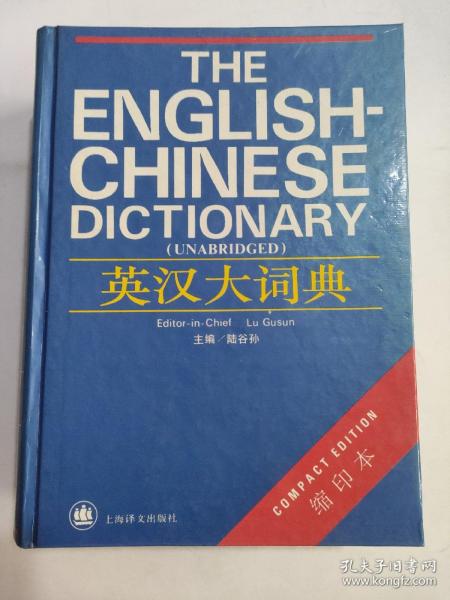 THE
ENGLISH-
CHINESE
DICTIONARY
(UNABRIDGED)
英汉大词典
Editor-in-Chief Lu Gusun
主编／陆谷孙
COMPACT EDITION
缩印本
上海译文出版社
孔夫子旧书网
www.kongfz.com